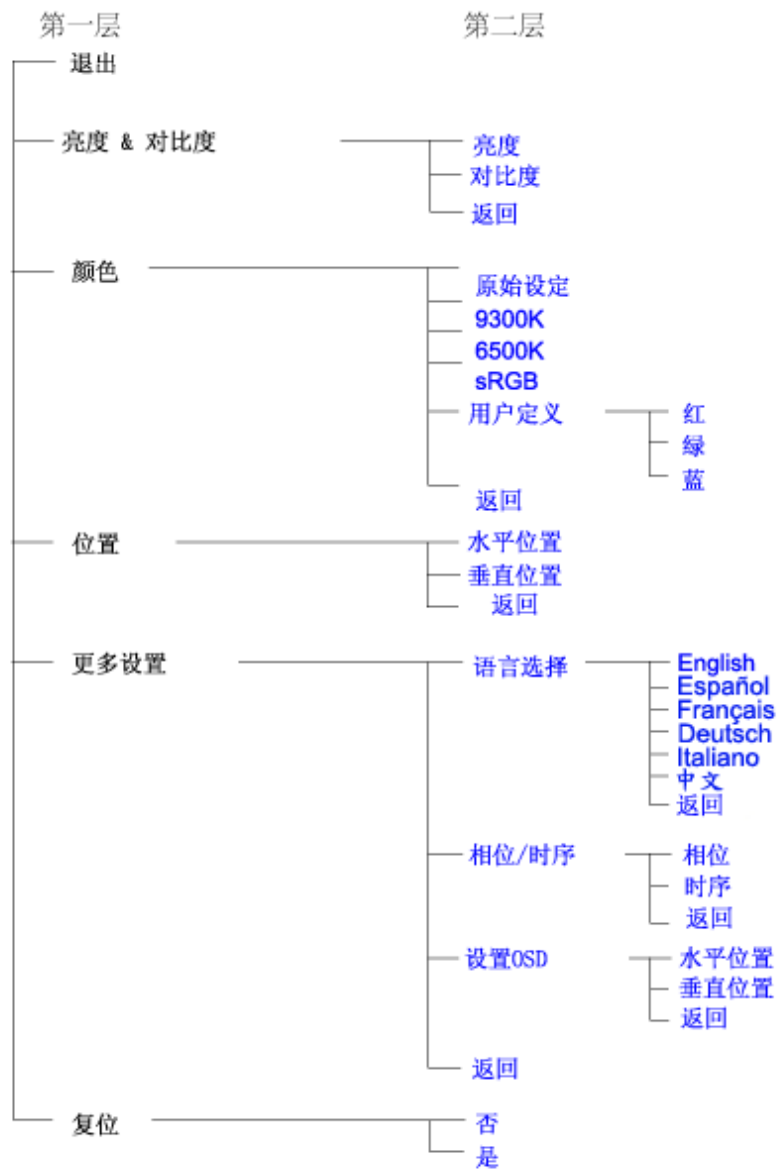 第一层 第二层
退出
亮度 & 对比度 亮度
对比度
返回
颜色
原始设定
9300K
6500K
sRGB
用户定义 红
绿
蓝
返回
位置 水平位置
垂直位置
返回
更多设置 语言选择 English
Español
Français
Deutsch
Italiano
中文
返回
相位/时序 相位
时序
返回
设置OSD 水平位置
垂直位置
返回
返回
复位 否
是